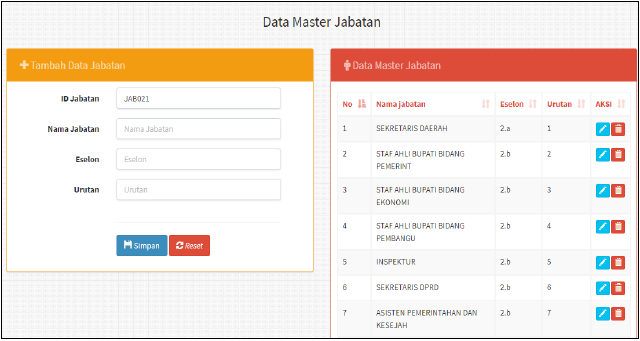 Data Master Jabatan
Tambah Data Jabatan
ID Jabatan JAB021
Nama Jabatan Nama Jabatan
Eselon Eselon
Urutan Urutan
Simpan Reset
Data Master Jabatan
No Nama jabatan Eselon Urutan AKSI
1 SEKRETARIS DAERAH 2.a 1
2 STAF AHLI BUPATI BIDANG 2.b 2
PEMERINT
3 STAF AHLI BUPATI BIDANG 2.b 3
EKONOMI
4 STAF AHLI BUPATI BIDANG 2.b 4
PEMBANGU
5 INSPEKTUR 2.b 5
6 SEKRETARIS DPRD 2.b 6
7 ASISTEN PEMERINTAHAN DAN 2.b 7
KESEJAH